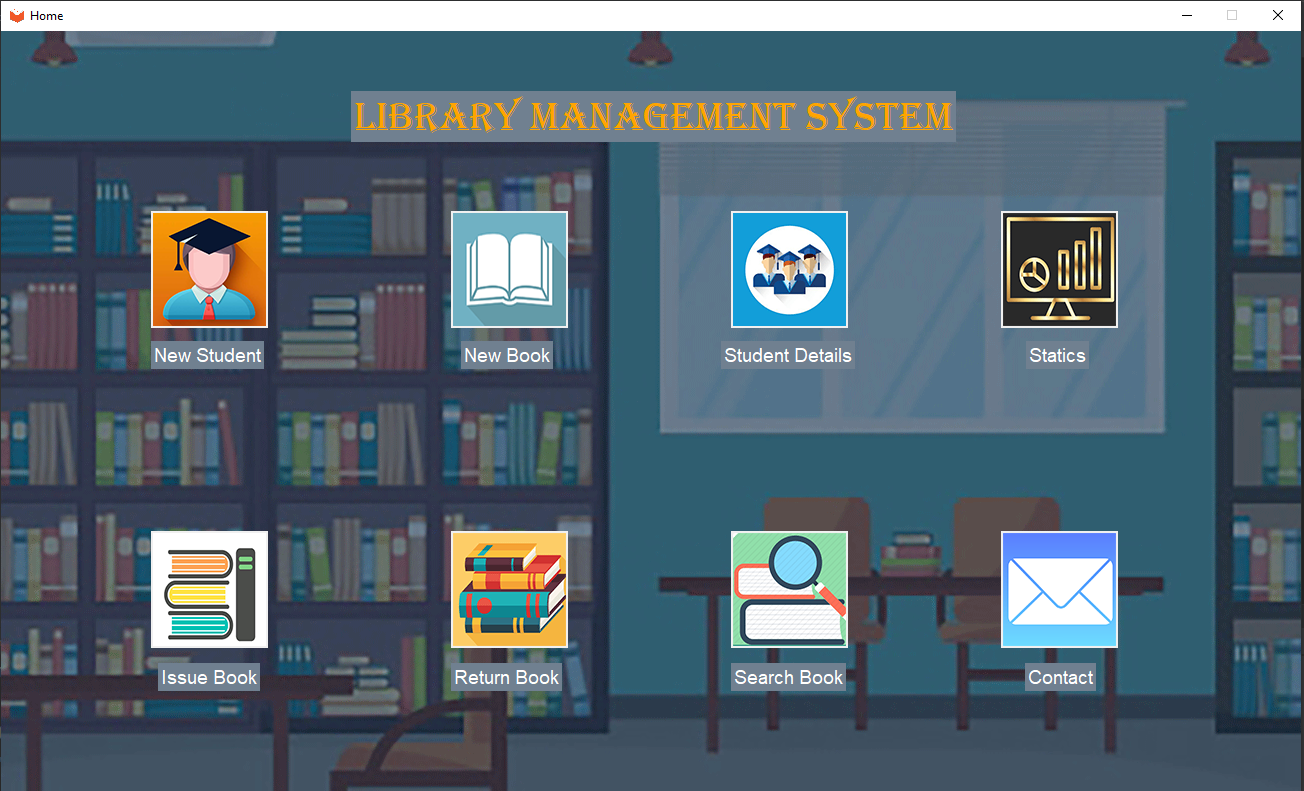 Home
LIBRARY MANAGEMENT SYSTEM
New Student
New Book
Student Details
Statics
Issue Book
Return Book
Search Book
Contact